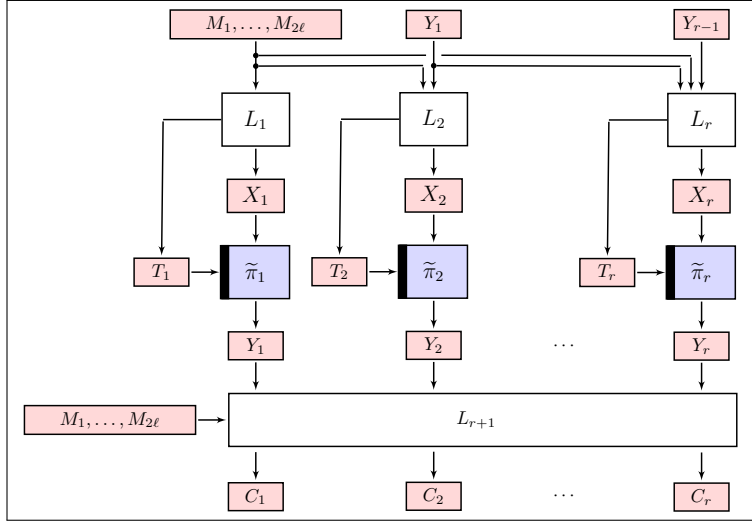 M_1, . . . , M_{2ℓ} Y_1 Y_{r−1}
L_1 L_2 L_r
X_1 X_2 X_r
T_1 π̃_1 T_2 π̃_2 T_r π̃_r
Y_1 Y_2 . . . Y_r
M_1, . . . , M_{2ℓ} L_{r+1}
C_1 C_2 . . . C_r